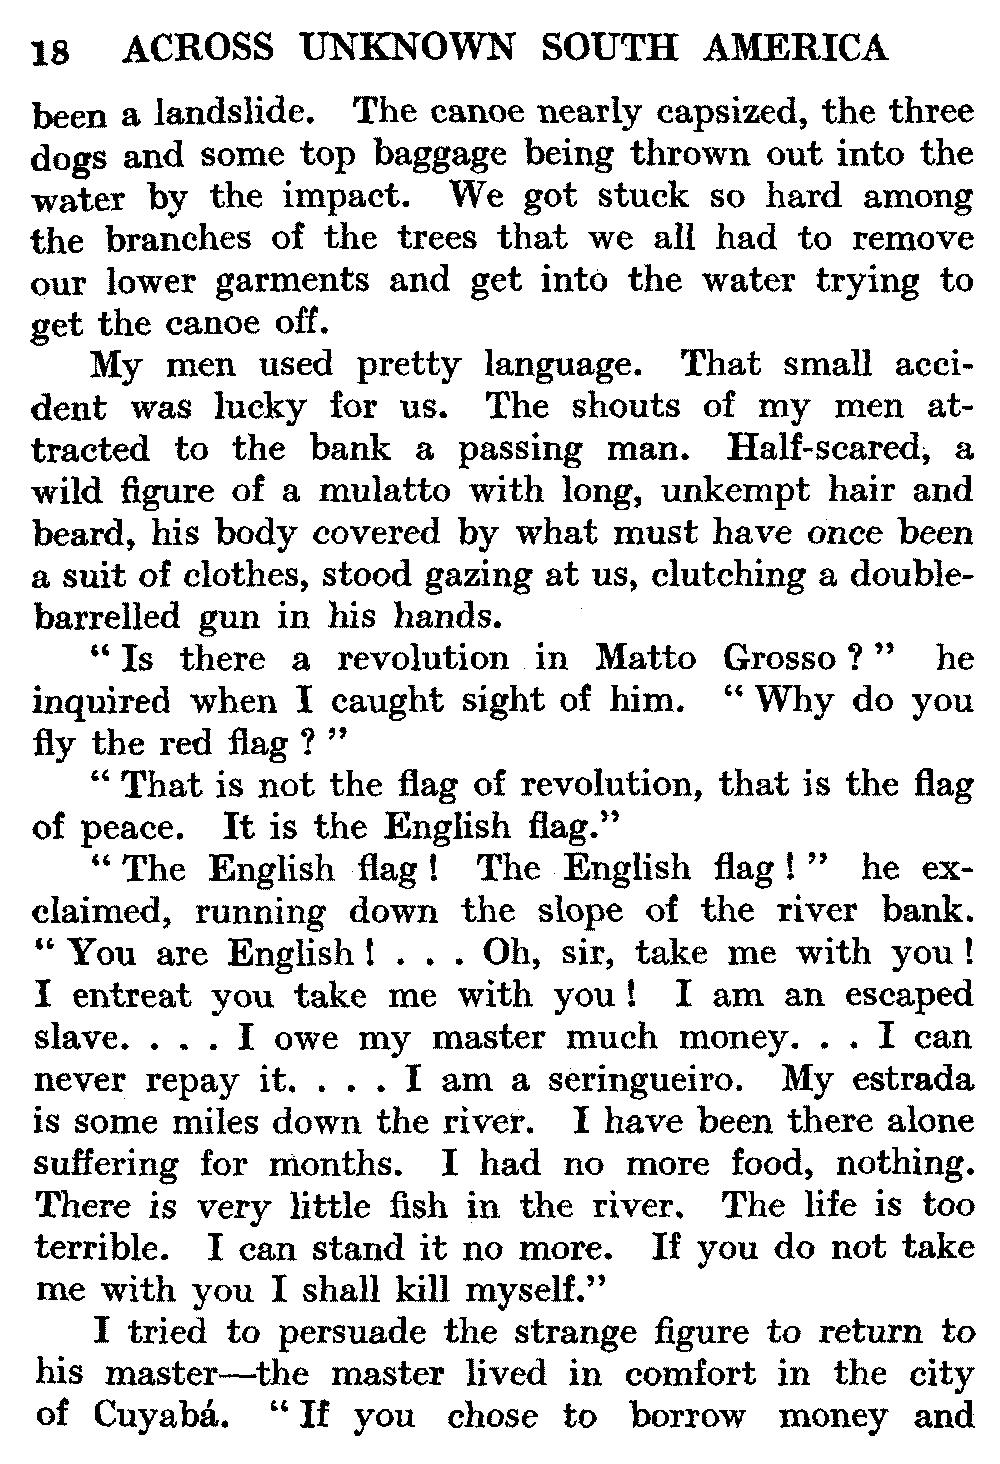 18 ACROSS UNKNOWN SOUTH AMERICA
been a landslide. The canoe nearly capsized, the three
dogs and some top baggage being thrown out into the
water by the impact. We got stuck so hard among
the branches of the trees that we all had to remove
our lower garments and get into the water trying to
get the canoe off.
My men used pretty language. That small acci-
dent was lucky for us. The shouts of my men at-
tracted to the bank a passing man. Half-scared, a
wild figure of a mulatto with long, unkempt hair and
beard, his body covered by what must have once been
a suit of clothes, stood gazing at us, clutching a double-
barrelled gun in his hands.
“ Is there a revolution in Matto Grosso ? ” he
inquired when I caught sight of him. “ Why do you
fly the red flag ? ”
“ That is not the flag of revolution, that is the flag
of peace. It is the English flag.”
“ The English flag ! The English flag ! ” he ex-
claimed, running down the slope of the river bank.
“ You are English ! . . . Oh, sir, take me with you !
I entreat you take me with you ! I am an escaped
slave. . . . I owe my master much money. . . I can
never repay it. . . . I am a seringueiro. My estrada
is some miles down the river. I have been there alone
suffering for months. I had no more food, nothing.
There is very little fish in the river. The life is too
terrible. I can stand it no more. If you do not take
me with you I shall kill myself.”
I tried to persuade the strange figure to return to
his master—the master lived in comfort in the city
of Cuyabá. “ If you chose to borrow money and